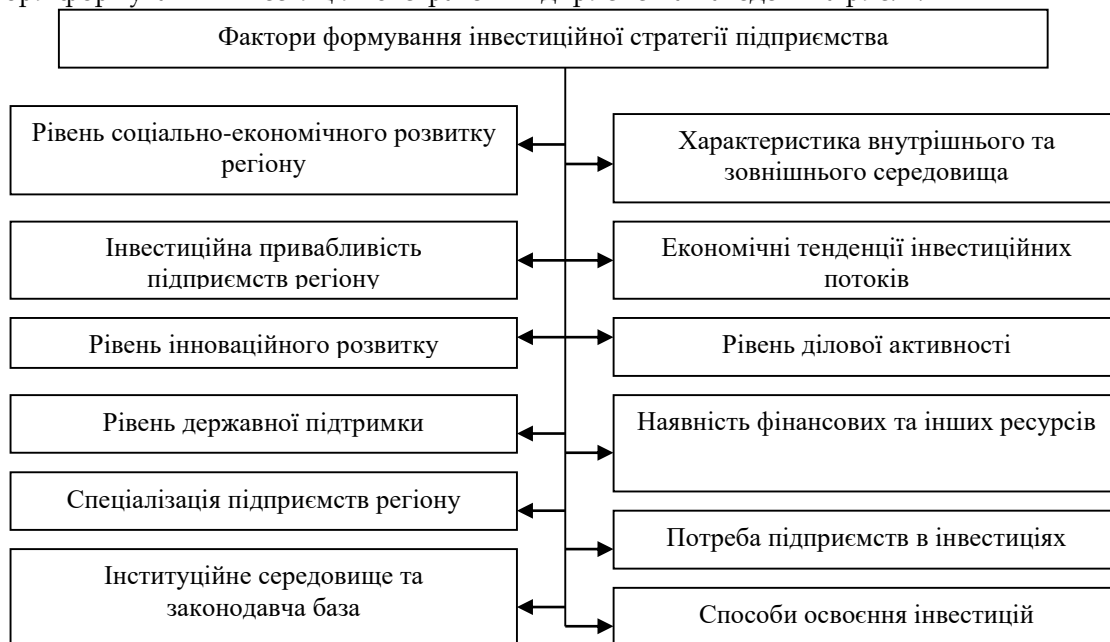 Фактори формування інвестиційної стратегії підприємства
Рівень соціально-економічного розвитку
регіону
Характеристика внутрішнього та
зовнішнього середовища
Інвестиційна привабливість
підприємств регіону
Економічні тенденції інвестиційних
потоків
Рівень інноваційного розвитку
Рівень ділової активності
Рівень державної підтримки
Наявність фінансових та інших ресурсів
Спеціалізація підприємств регіону
Потреба підприємств в інвестиціях
Інституційне середовище та
законодавча база
Способи освоєння інвестицій